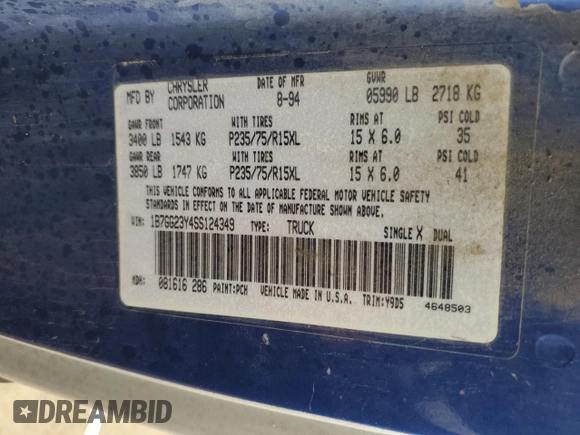 MFD BY CHRYSLER CORPORATION DATE OF MFR 8-94 GVWR 05990 LB 2718 KG
GAWR FRONT WITH TIRES RIMS AT PSI COLD
3400 LB 1543 KG P235/75/R15XL 15 X 6.0 35
GAWR REAR WITH TIRES RIMS AT PSI COLD
3850 LB 1747 KG P235/75/R15XL 15 X 6.0 41
THIS VEHICLE CONFORMS TO ALL APPLICABLE FEDERAL MOTOR VEHICLE SAFETY
STANDARDS IN EFFECT ON THE DATE OF MANUFACTURE SHOWN ABOVE.
VIN: 1B7GG23Y4SS124349 TYPE: TRUCK SINGLE X DUAL
MDH: 081616 286 PAINT:PCH VEHICLE MADE IN U.S.A. TRIM:Y9D5
4648503
DREAMBID